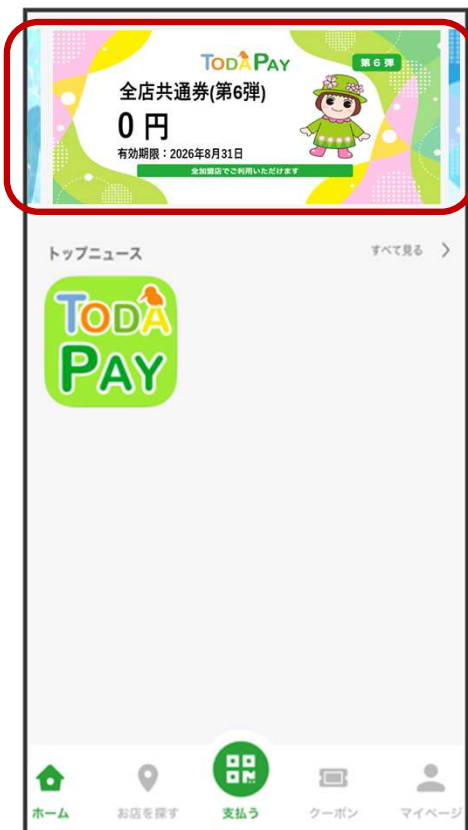 TODAPAY
第6弾
全店共通券(第6弾)
0 円
有効期限：2026年8月31日
全加盟店でご利用いただけます
トップニュース
すべて見る
TODA
PAY
ホーム
お店を探す
支払う
クーポン
マイページ